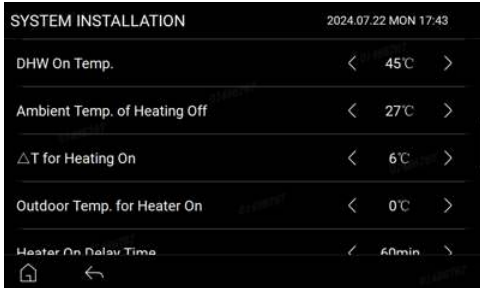 SYSTEM INSTALLATION 2024.07.22 MON 17:43
DHW On Temp. < 45℃ >
Ambient Temp. of Heating Off < 27℃ >
△T for Heating On < 6℃ >
Outdoor Temp. for Heater On < 0℃ >
Heater On Delay Time < 60min >